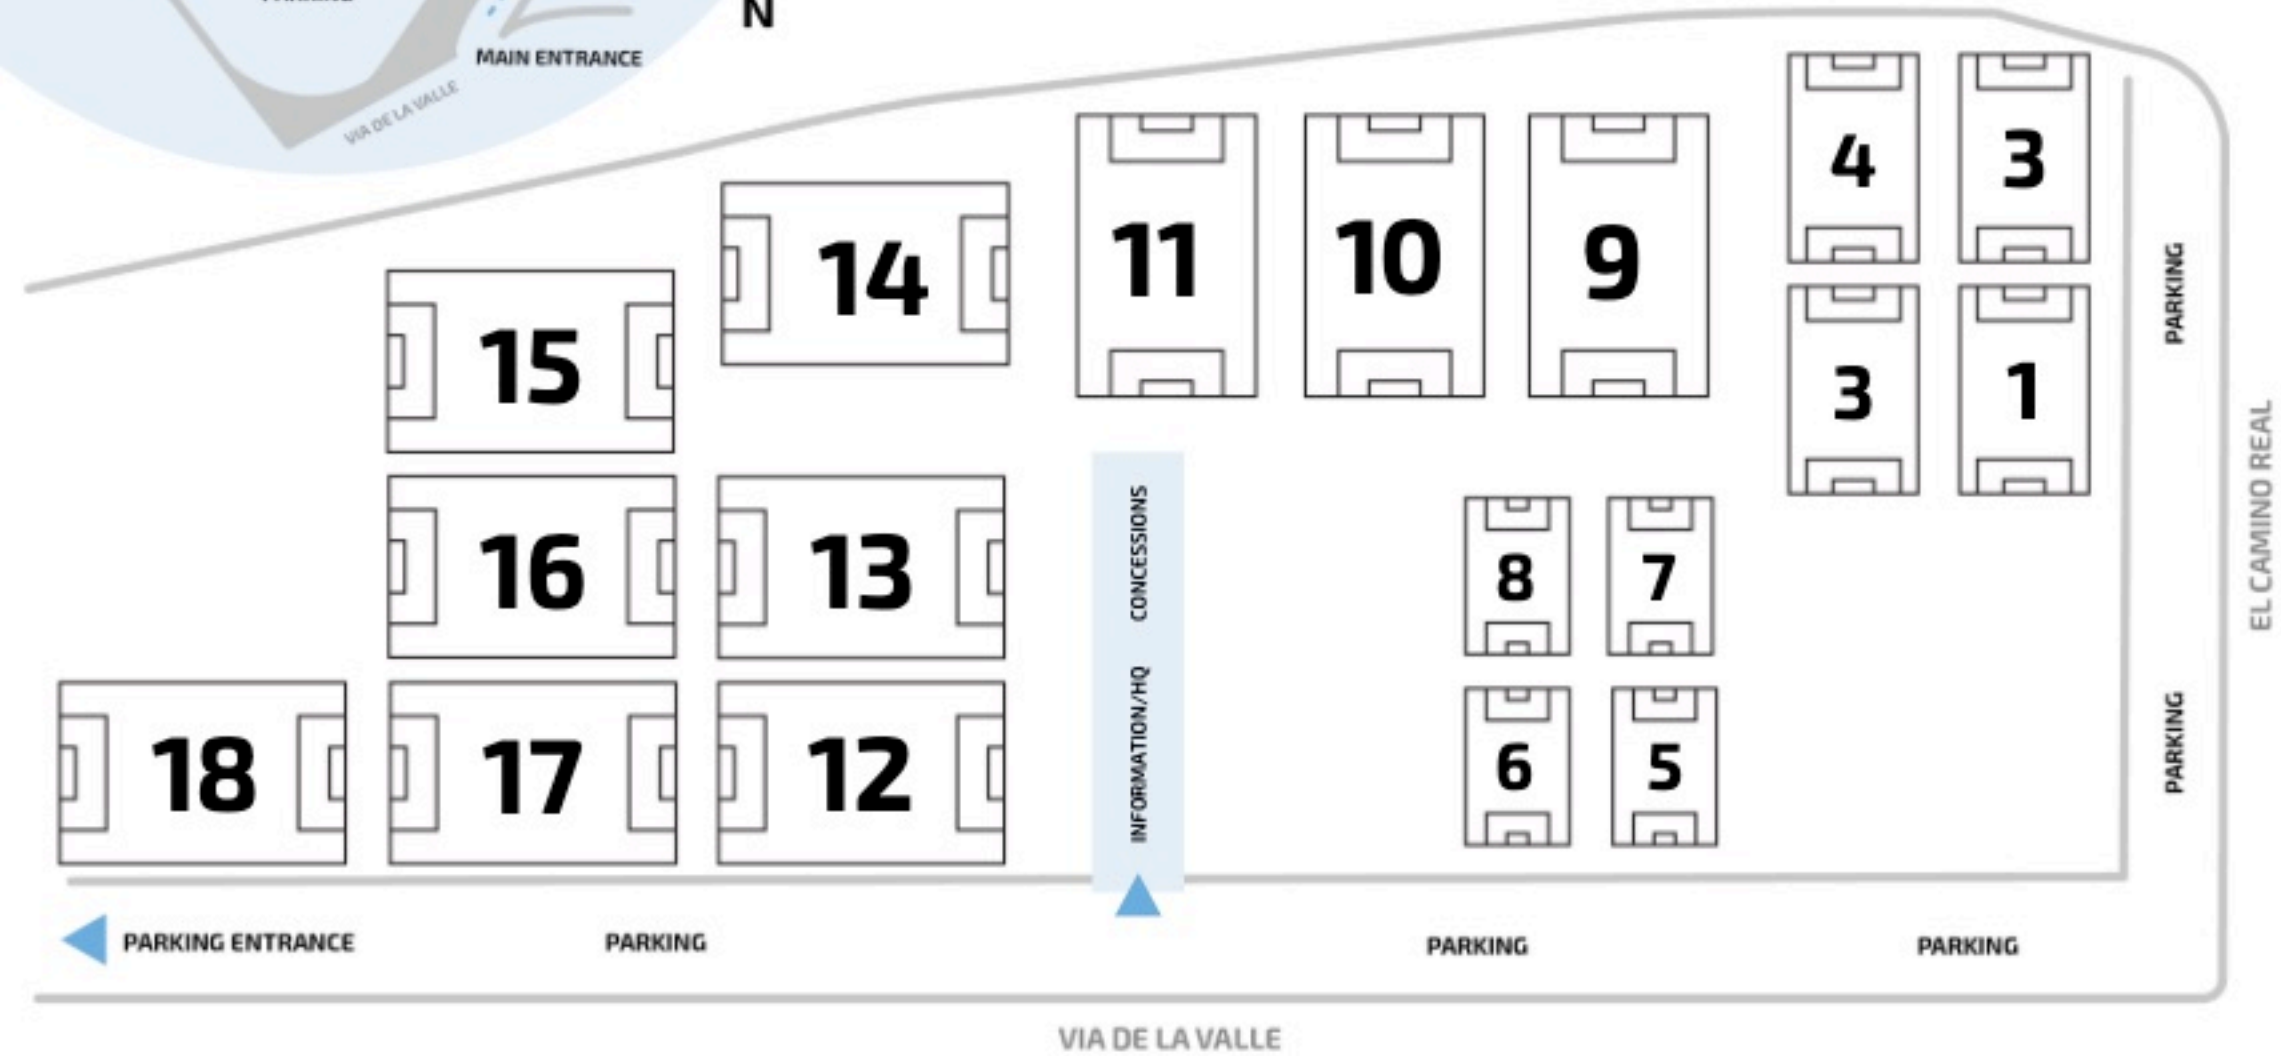 N
MAIN ENTRANCE
VIA DE LA VALLE
4
3
11
10
9
14
15
3
1
PARKING
EL CAMINO REAL
16
13
CONCESSIONS
8
7
18
17
12
INFORMATION/HQ
6
5
PARKING
PARKING ENTRANCE
PARKING
PARKING
PARKING
VIA DE LA VALLE